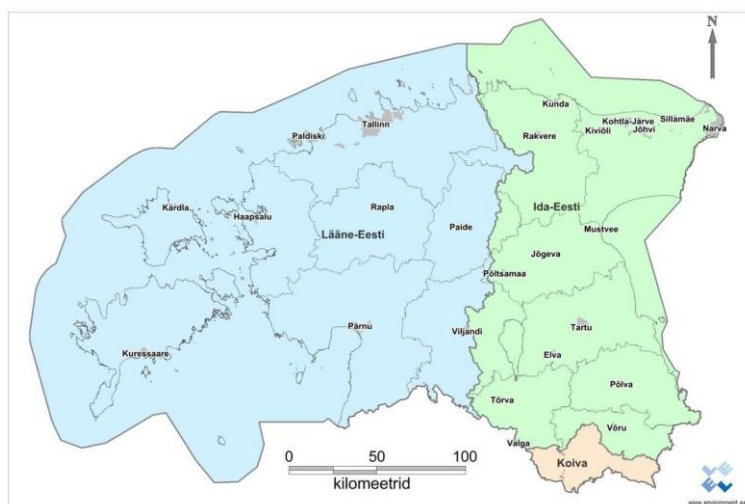 N
Kunda
Tallinn
Kohtla-Järve
Sillämäe
Paldiski
Rakvere
Kiviõli
Jõhvi
Narva
Kärdla
Haapsalu
Rapla
Ida-Eesti
Lääne-Eesti
Paide
Mustvee
Jõgeva
Põltsamaa
Pärnu
Viljandi
Tartu
Kuressaare
Elva
Põlva
Tõrva
Võru
Valga
Koiva
0 50 100
kilomeetrid